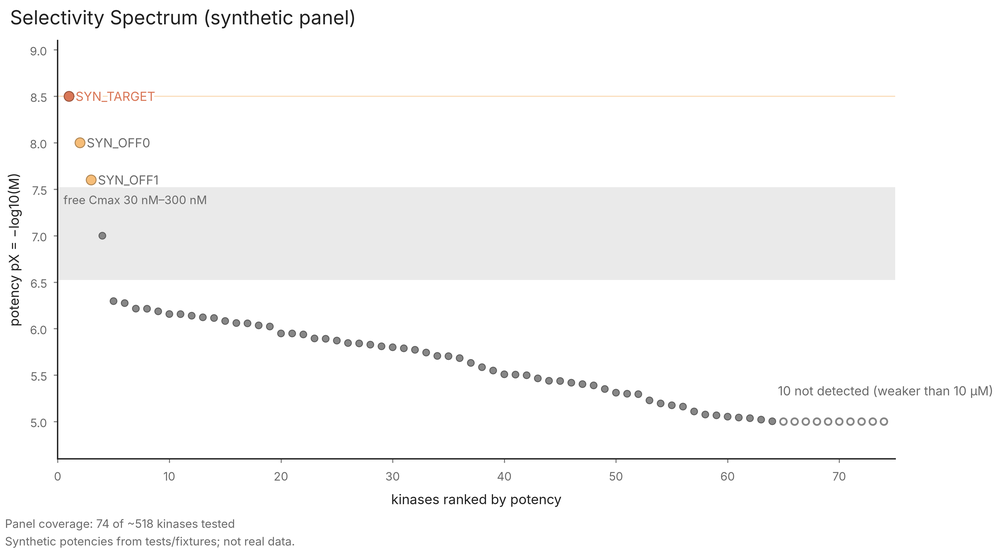 Selectivity Spectrum (synthetic panel)
9.0
8.5
SYN_TARGET
8.0
SYN_OFF0
SYN_OFF1
7.5
free Cmax 30 nM–300 nM
7.0
6.5
6.0
5.5
10 not detected (weaker than 10 µM)
5.0
potency pX = −log10(M)
0 10 20 30 40 50 60 70
kinases ranked by potency
Panel coverage: 74 of ~518 kinases tested
Synthetic potencies from tests/fixtures; not real data.